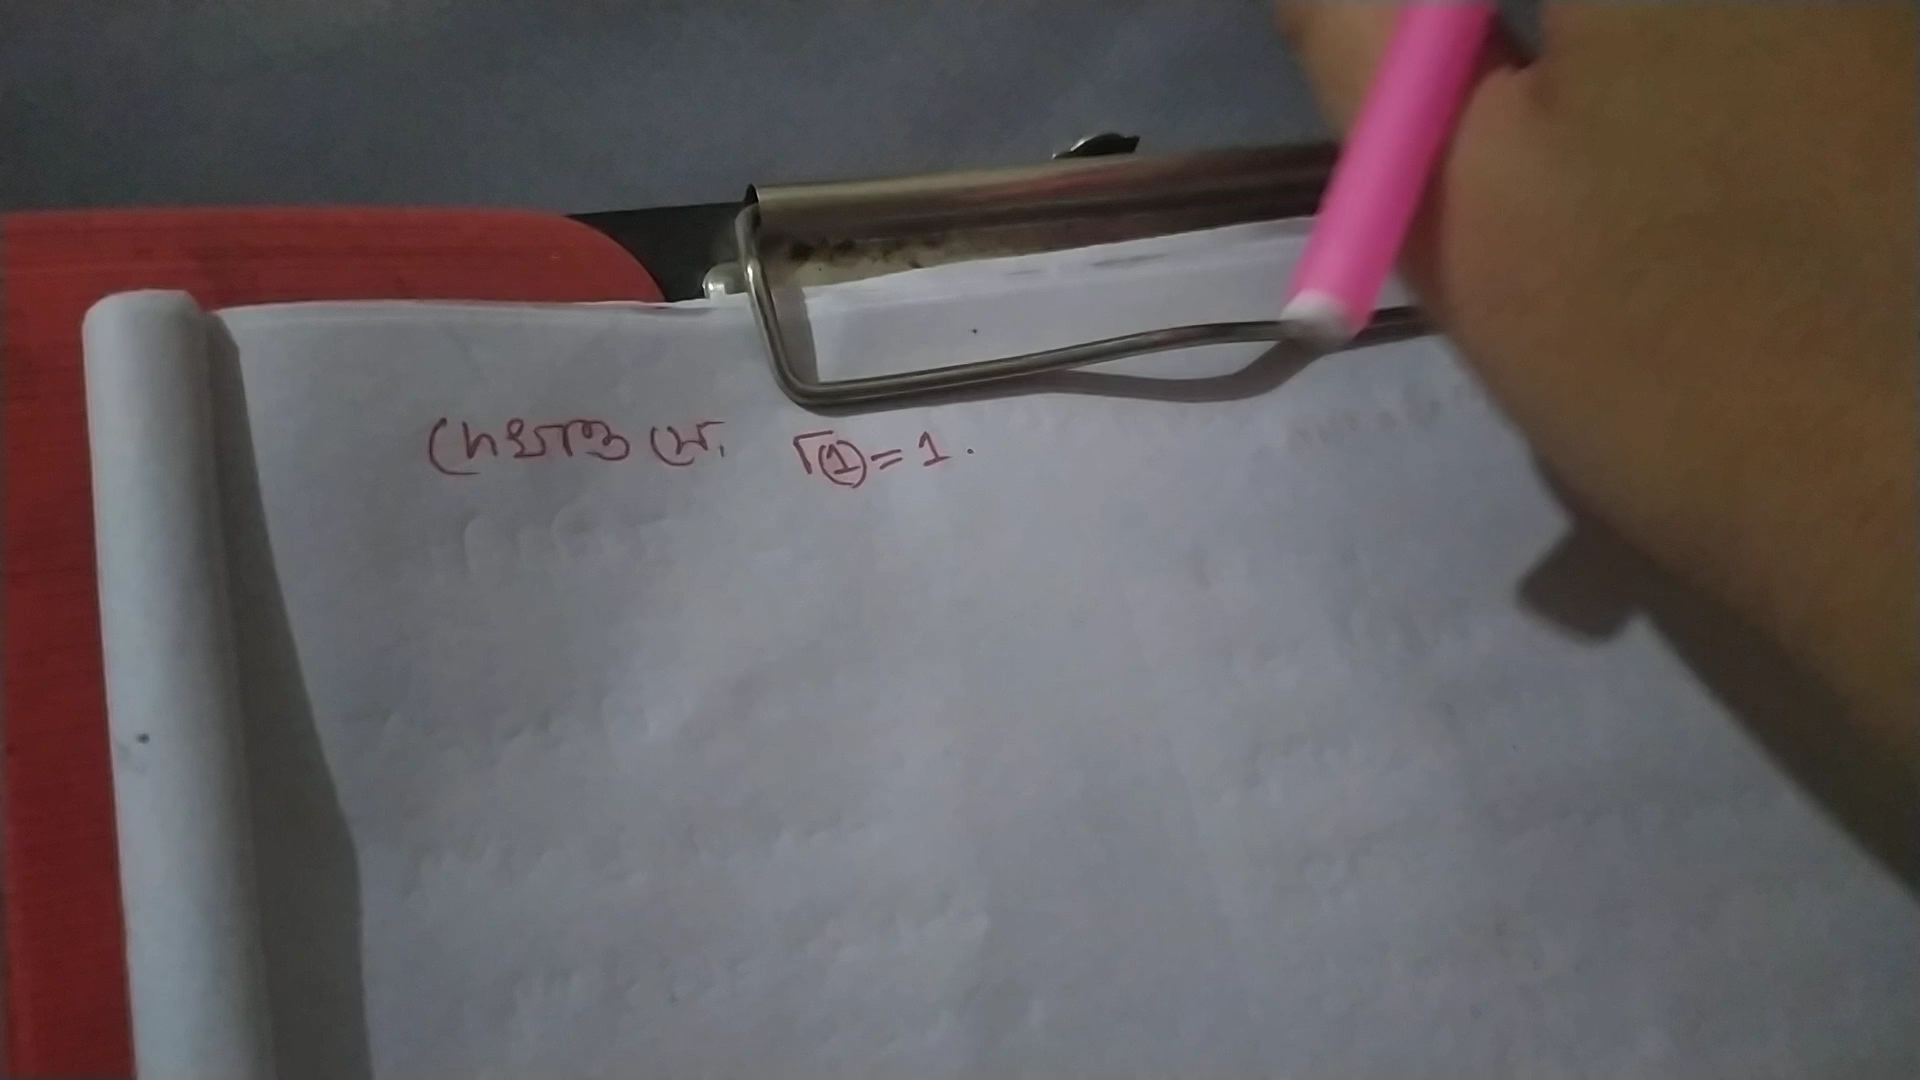 দেখাও যে, Γ(1) = 1.